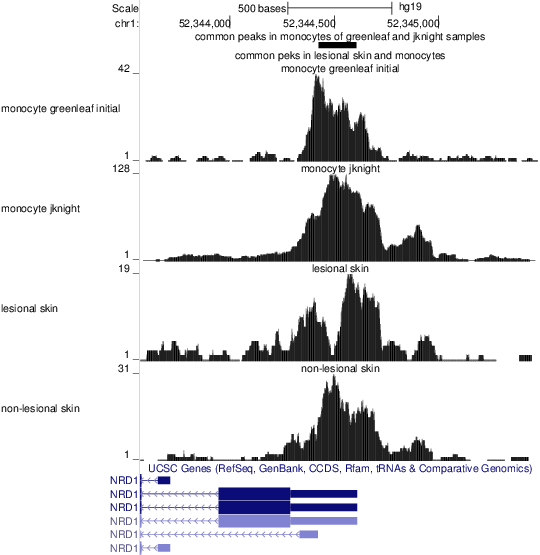 Scale 500 bases hg19
chr1: 52,344,000 52,344,500 52,345,000
common peaks in monocytes of greenleaf and jknight samples
common peks in lesional skin and monocytes
42 monocyte greenleaf initial
monocyte greenleaf initial
1
128 monocyte jknight
monocyte jknight
1
19 lesional skin
lesional skin
1
31 non-lesional skin
non-lesional skin
1
UCSC Genes (RefSeq, GenBank, CCDS, Rfam, tRNAs & Comparative Genomics)
NRD1
NRD1
NRD1
NRD1
NRD1
NRD1